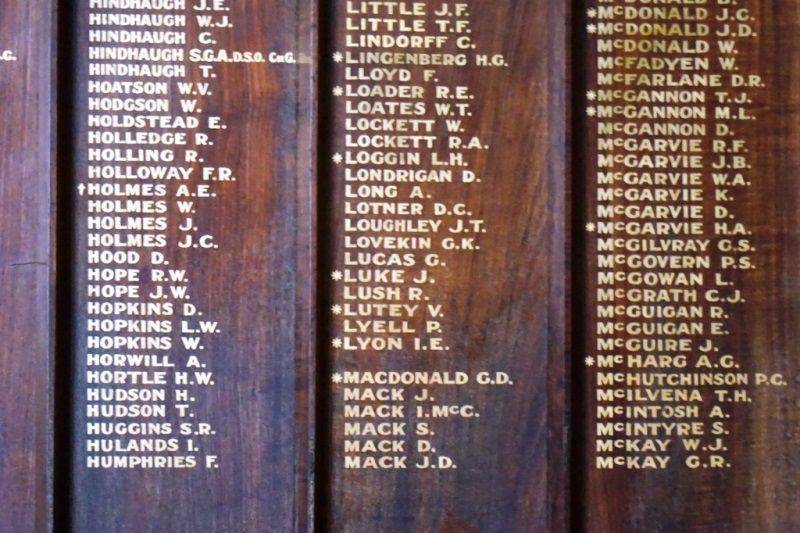 .G.
HINDHAUGH J.E.
HINDHAUGH W.J.
HINDHAUGH C.
HINDHAUGH S.G.A. D.S.O. C DE G.
HINDHAUGH T.
HOATSON W.V.
HODGSON W.
HOLDSTEAD E.
HOLLEDGE R.
HOLLING R.
HOLLOWAY F.R.
†HOLMES A.E.
HOLMES W.
HOLMES J.
HOLMES J.C.
HOOD D.
HOPE R.W.
HOPE J.W.
HOPKINS D.
HOPKINS L.W.
HOPKINS W.
HORWILL A.
HORTLE H.W.
HUDSON H.
HUDSON T.
HUGGINS S.R.
HULANDS I.
HUMPHRIES F.
LITTLE J.F.
LITTLE T.F.
LINDORFF C.
*LINGENBERG H.G.
LLOYD F.
*LOADER R.E.
LOATES W.T.
LOCKETT W.
LOCKETT R.A.
*LOGGIN L.H.
LONDRIGAN D.
LONG A.
LOTNER D.C.
LOUGHLEY J.T.
LOVEKIN G.K.
LUCAS G.
*LUKE J.
LUSH R.
*LUTEY V.
LYELL P.
*LYON I.E.
*MACDONALD G.D.
MACK J.
MACK I.McG.
MACK S.
MACK D.
MACK J.D.
McDONALD D.
*McDONALD J.G.
*McDONALD J.D.
McDONALD W.
McFADYEN W.
McFARLANE D.R.
*McGANNON T.J.
*McGANNON M.L.
McGANNON D.
McGARVIE R.F.
McGARVIE J.B.
McGARVIE W.A.
McGARVIE K.
McGARVIE D.
*McGARVIE H.A.
McGILVRAY G.S.
McGOVERN P.S.
McGOWAN L.
McGRATH C.J.
McGUIGAN R.
McGUIGAN E.
McGUIRE J.
*McHARG A.G.
McHUTCHINSON P.G.
McILVENA T.H.
McINTOSH A.
McINTYRE S.
McKAY W.J.
McKAY G.R.